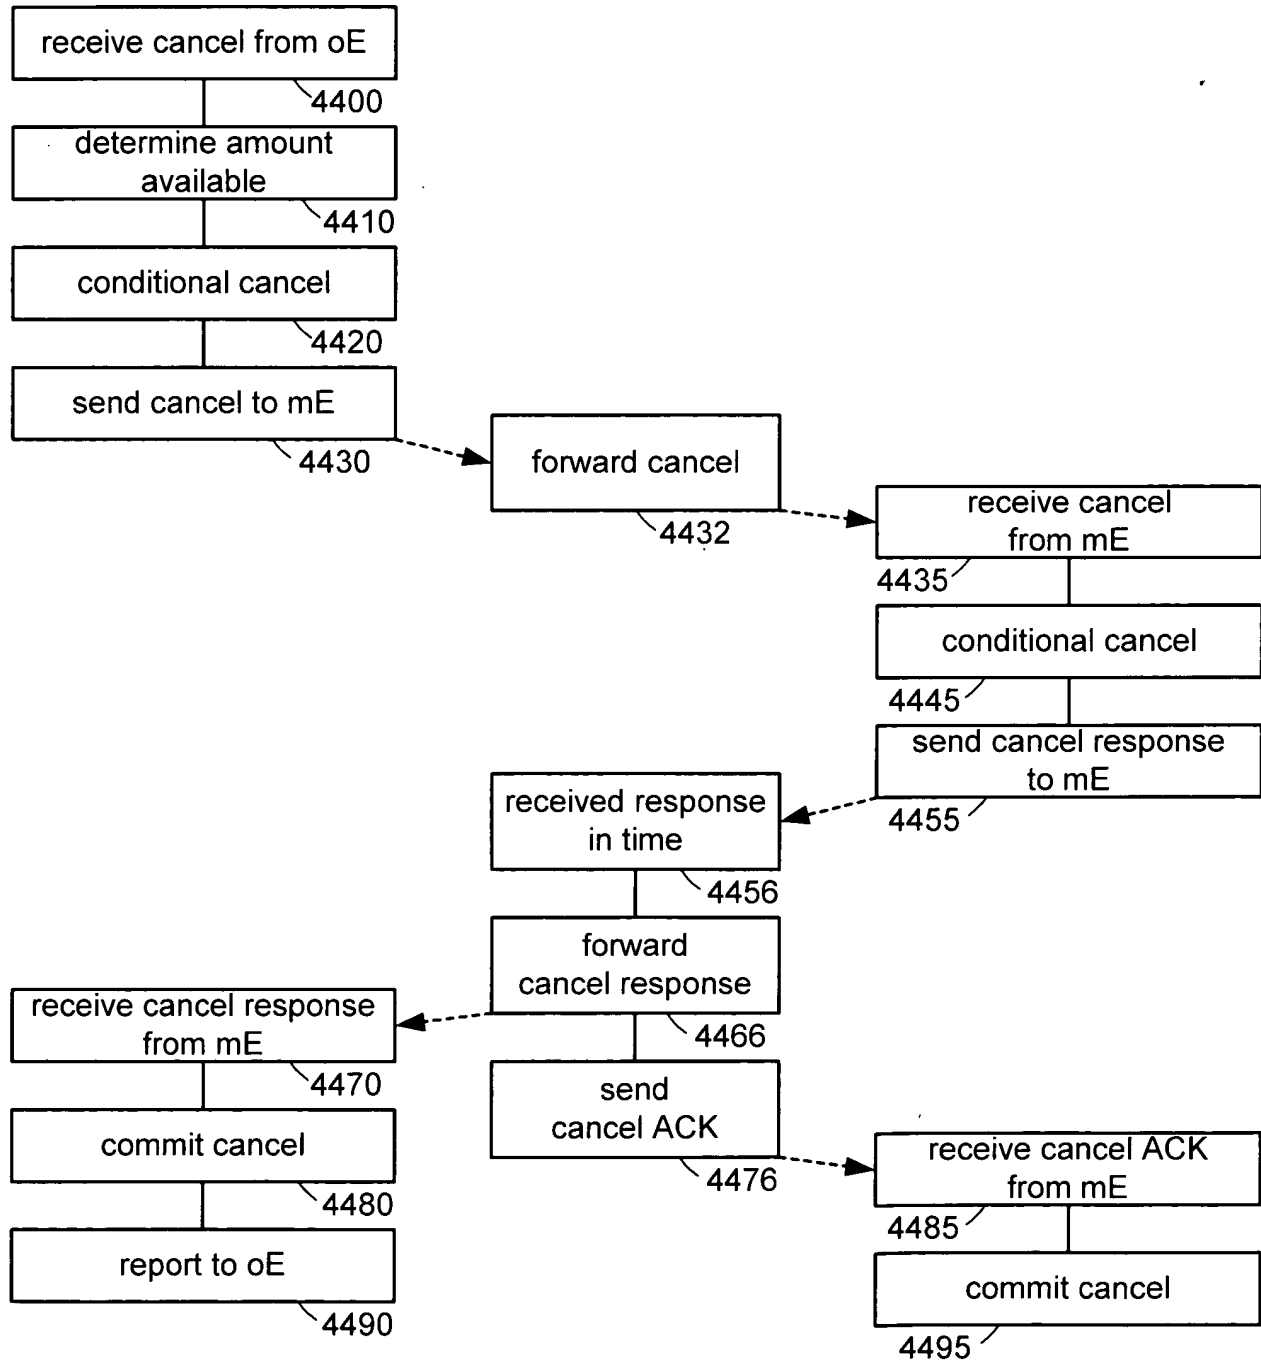 receive cancel from oE
4400
determine amount
available
4410
conditional cancel
4420
send cancel to mE
4430
forward cancel
4432
receive cancel
from mE
4435
conditional cancel
4445
send cancel response
to mE
4455
received response
in time
4456
forward
cancel response
4466
receive cancel response
from mE
4470
send
cancel ACK
4476
commit cancel
4480
receive cancel ACK
from mE
4485
report to oE
4490
commit cancel
4495